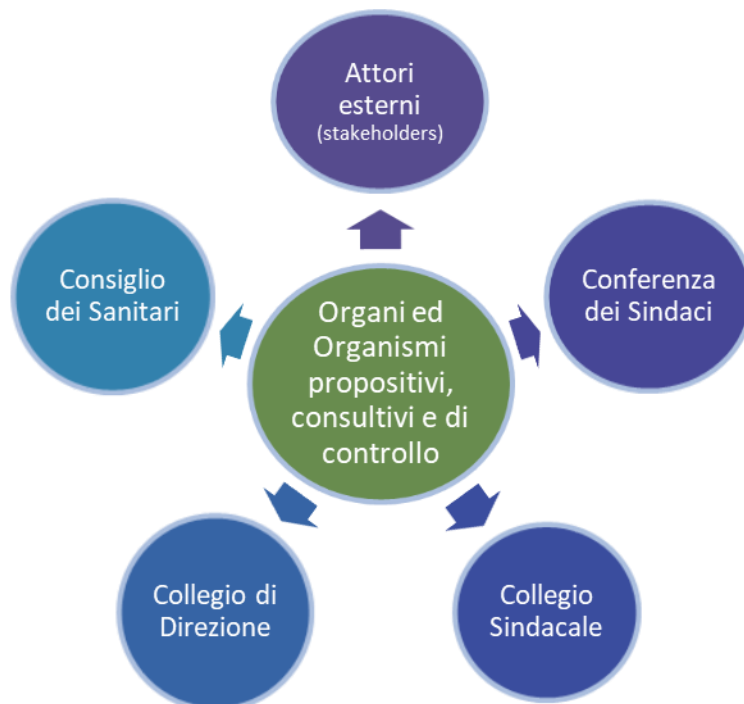 Attori
esterni
(stakeholders)
Consiglio
dei Sanitari
Conferenza
dei Sindaci
Organi ed
Organismi
propositivi,
consultivi e di
controllo
Collegio di
Direzione
Collegio
Sindacale